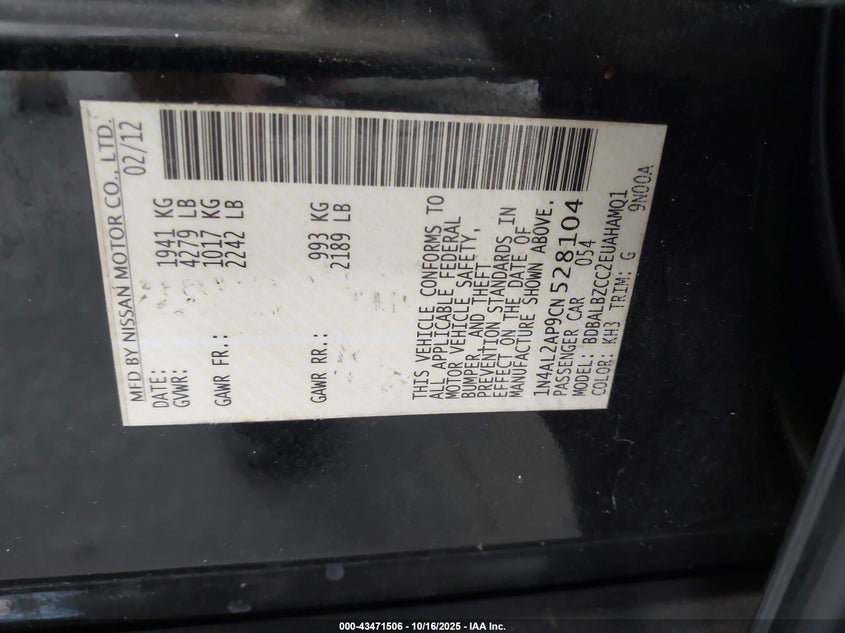 MFD BY NISSAN MOTOR CO., LTD.
DATE: 02/12
GVWR: 1941 KG
4279 LB
GAWR FR.: 1017 KG
2242 LB
GAWR RR.: 993 KG
2189 LB
THIS VEHICLE CONFORMS TO
ALL APPLICABLE FEDERAL
MOTOR VEHICLE SAFETY,
BUMPER, AND THEFT
PREVENTION STANDARDS IN
EFFECT ON THE DATE OF
MANUFACTURE SHOWN ABOVE.
1N4AL2AP9CN528104
PASSENGER CAR 054
MODEL: BDBALBZCC2EUAHAMQ1
COLOR: KH3 TRIM: G 9N00A
000-43471506 - 10/16/2025 - IAA Inc.